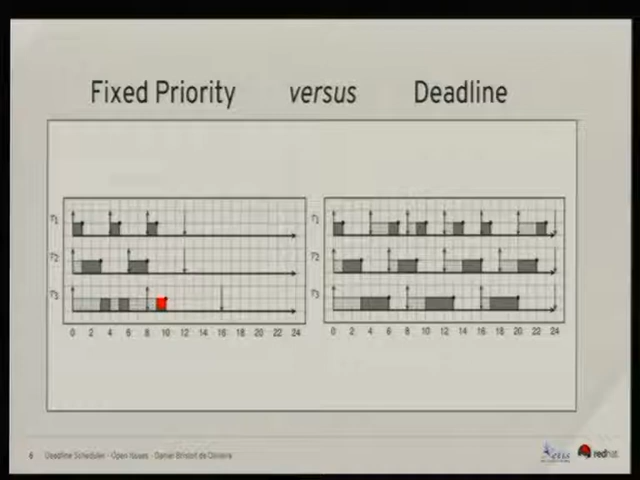 Fixed Priority versus Deadline
τ1 τ1
τ2 τ2
τ3 τ3
0 2 4 6 8 10 12 14 16 18 20 22 24 0 2 4 6 8 10 12 14 16 18 20 22 24
6 Deadline Scheduler - Open Issues - Daniel Bristot de Oliveira
retis redhat